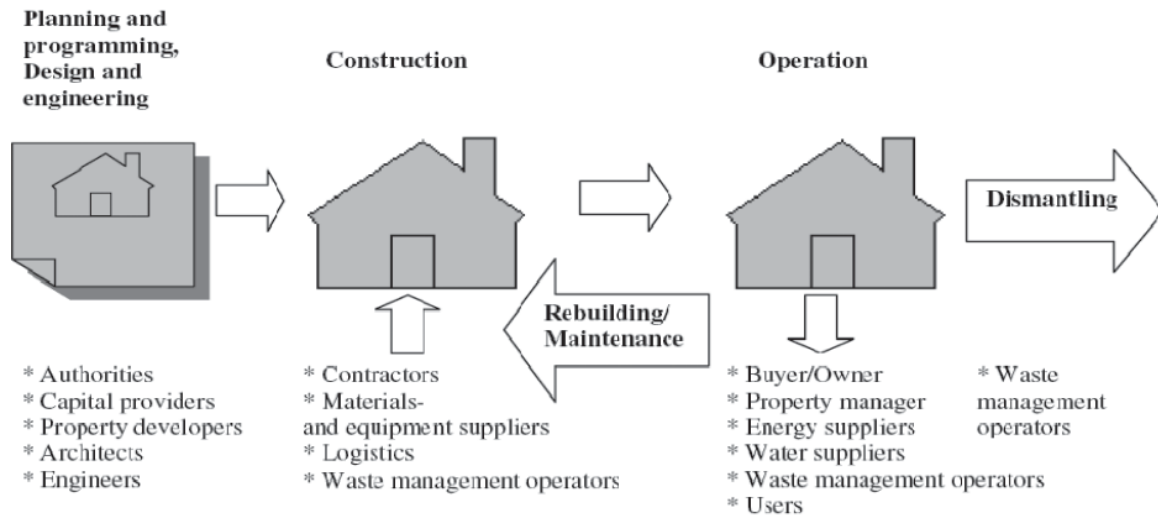 Planning and
programming,
Design and
engineering
Construction
Operation
Dismantling
Rebuilding/
Maintenance
* Authorities
* Capital providers
* Property developers
* Architects
* Engineers
* Contractors
* Materials-
and equipment suppliers
* Logistics
* Waste management operators
* Buyer/Owner
* Property manager
* Energy suppliers
* Water suppliers
* Waste management operators
* Users
* Waste
management
operators